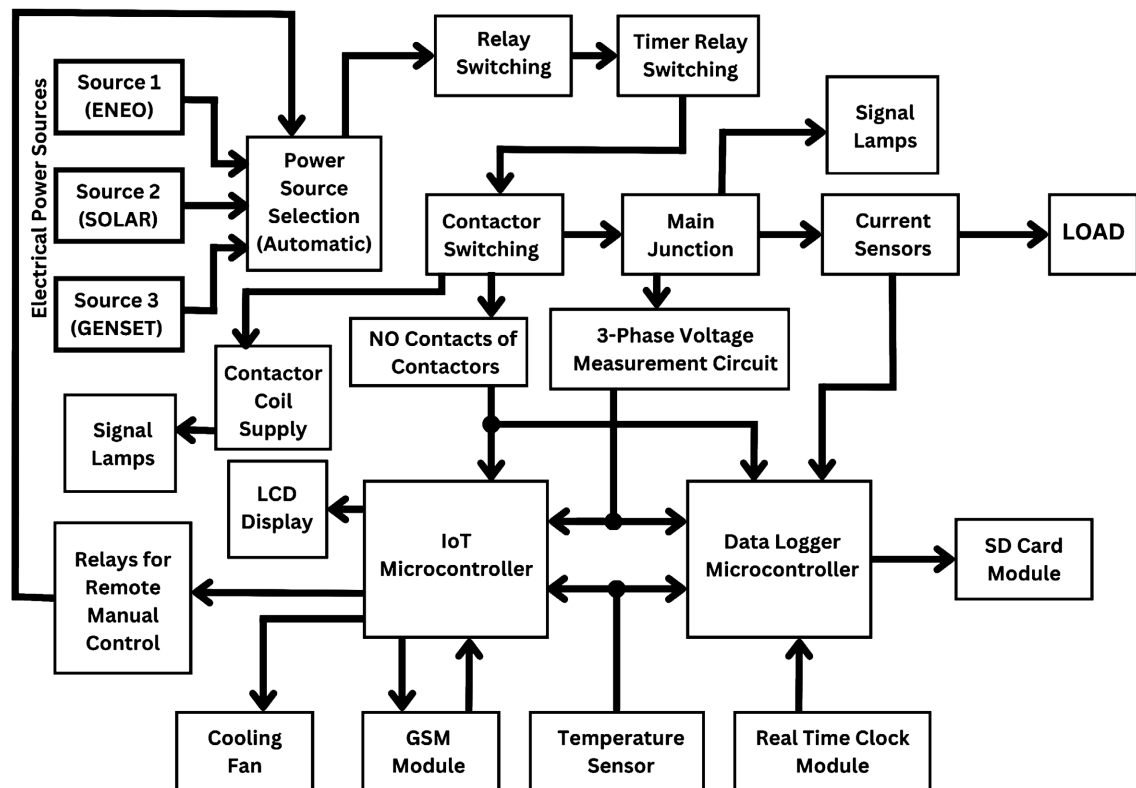 Electrical Power Sources
Source 1
(ENEO)
Source 2
(SOLAR)
Source 3
(GENSET)
Power
Source
Selection
(Automatic)
Relay
Switching
Timer Relay
Switching
Signal
Lamps
Contactor
Switching
Main
Junction
Current
Sensors
LOAD
NO Contacts of
Contactors
3-Phase Voltage
Measurement Circuit
Contactor
Coil
Supply
Signal
Lamps
LCD
Display
IoT
Microcontroller
Data Logger
Microcontroller
SD Card
Module
Relays for
Remote
Manual
Control
Cooling
Fan
GSM
Module
Temperature
Sensor
Real Time Clock
Module